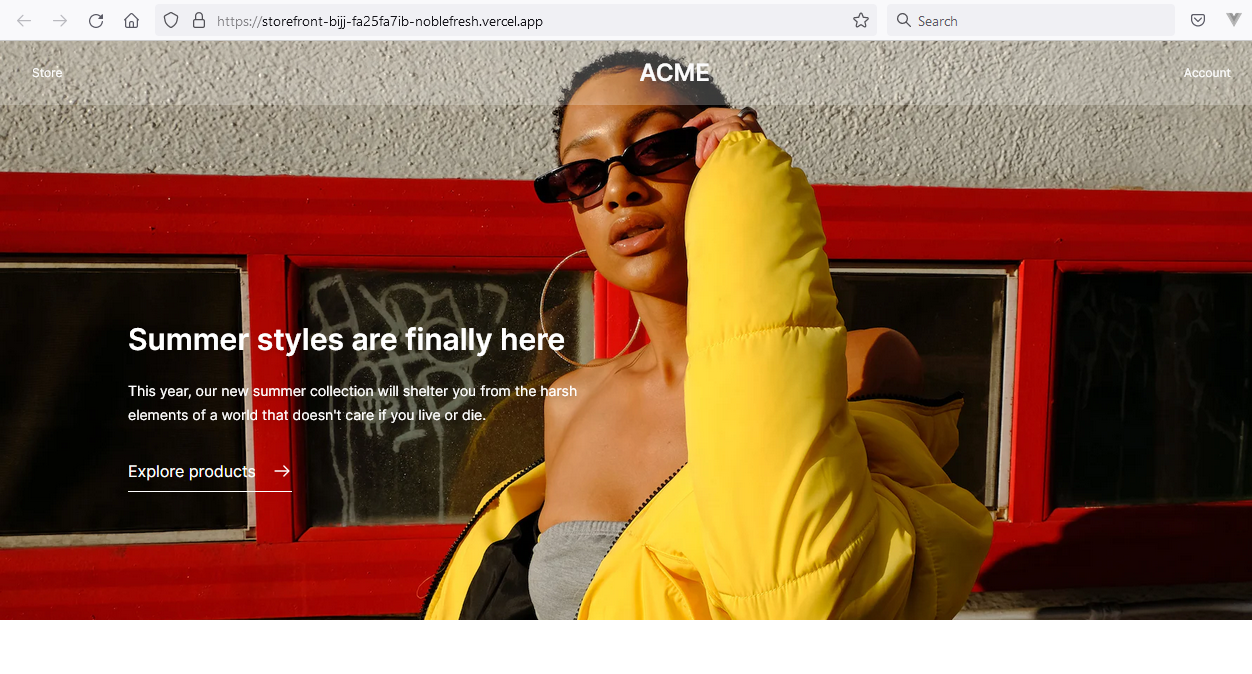 https://storefront-bijj-fa25fa7ib-noblefresh.vercel.app
Search
Store
ACME
Account
Summer styles are finally here
This year, our new summer collection will shelter you from the harsh
elements of a world that doesn't care if you live or die.
Explore products